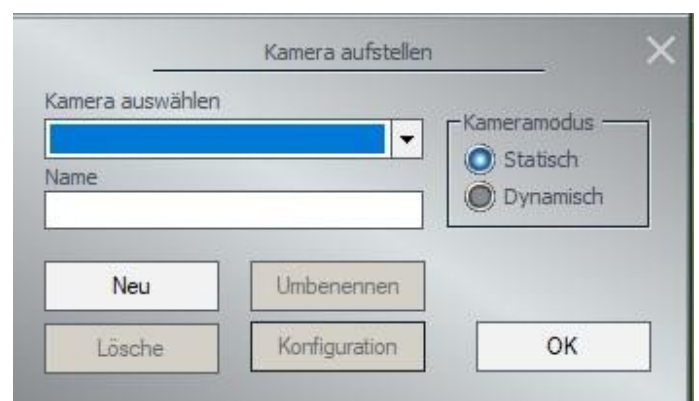 Kamera aufstellen
Kamera auswählen
Kameramodus
Statisch
Name
Dynamisch
Neu
Umbenennen
Lösche
Konfiguration
OK